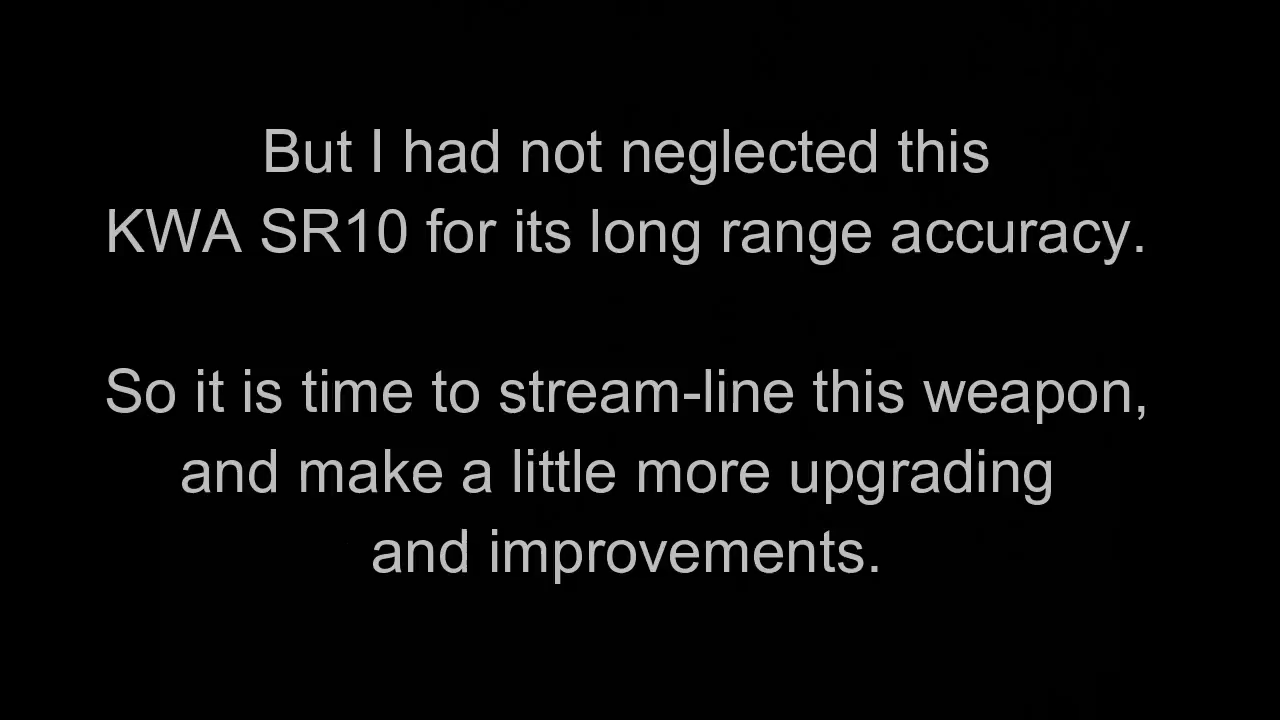 But I had not neglected this
KWA SR10 for its long range accuracy.
So it is time to stream-line this weapon,
and make a little more upgrading
and improvements.